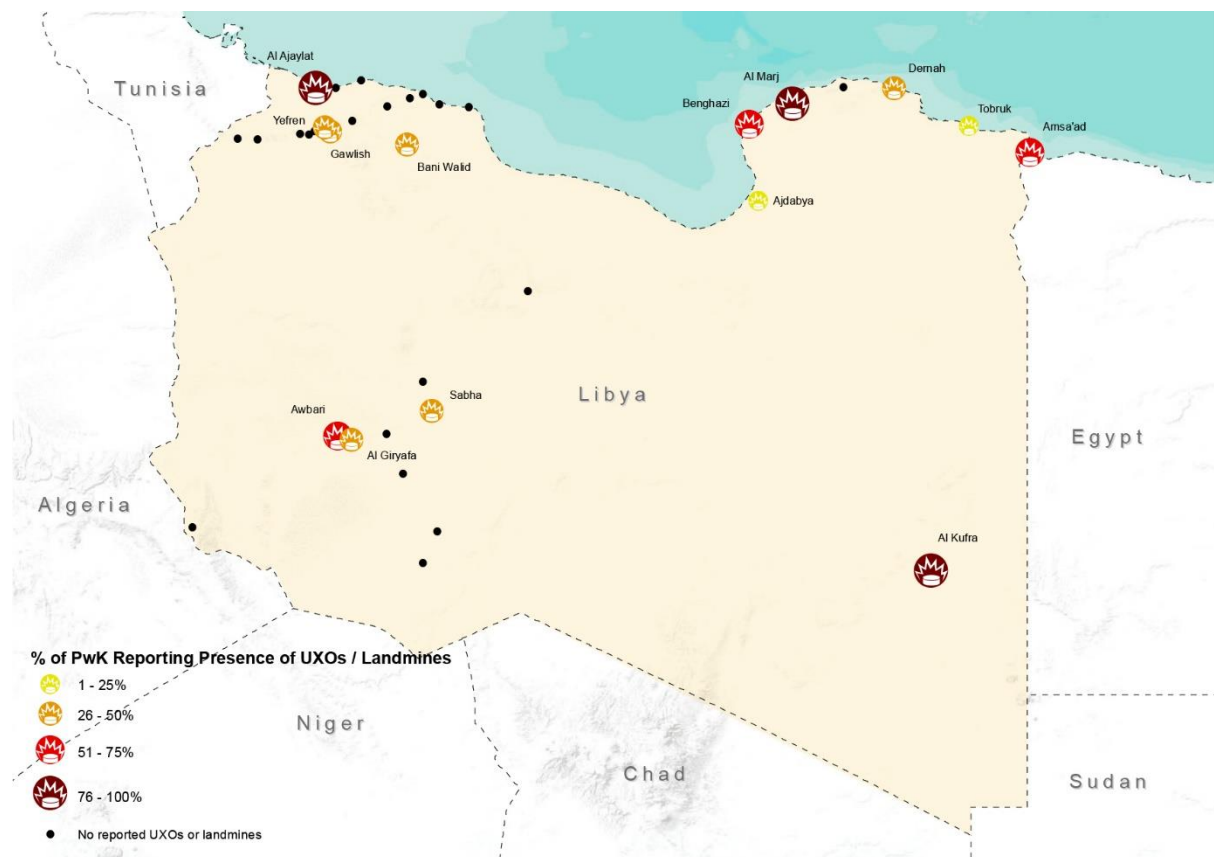 Al Ajaylat
Tunisia
Yefren
Gawlish
Bani Walid
Al Marj
Benghazi
Dernah
Tobruk
Amsa'ad
Ajdabya
Libya
Sabha
Awbari
Al Giryafa
Egypt
Algeria
Al Kufra
% of PwK Reporting Presence of UXOs / Landmines
1 - 25%
26 - 50%
51 - 75%
76 - 100%
No reported UXOs or landmines
Niger
Chad
Sudan